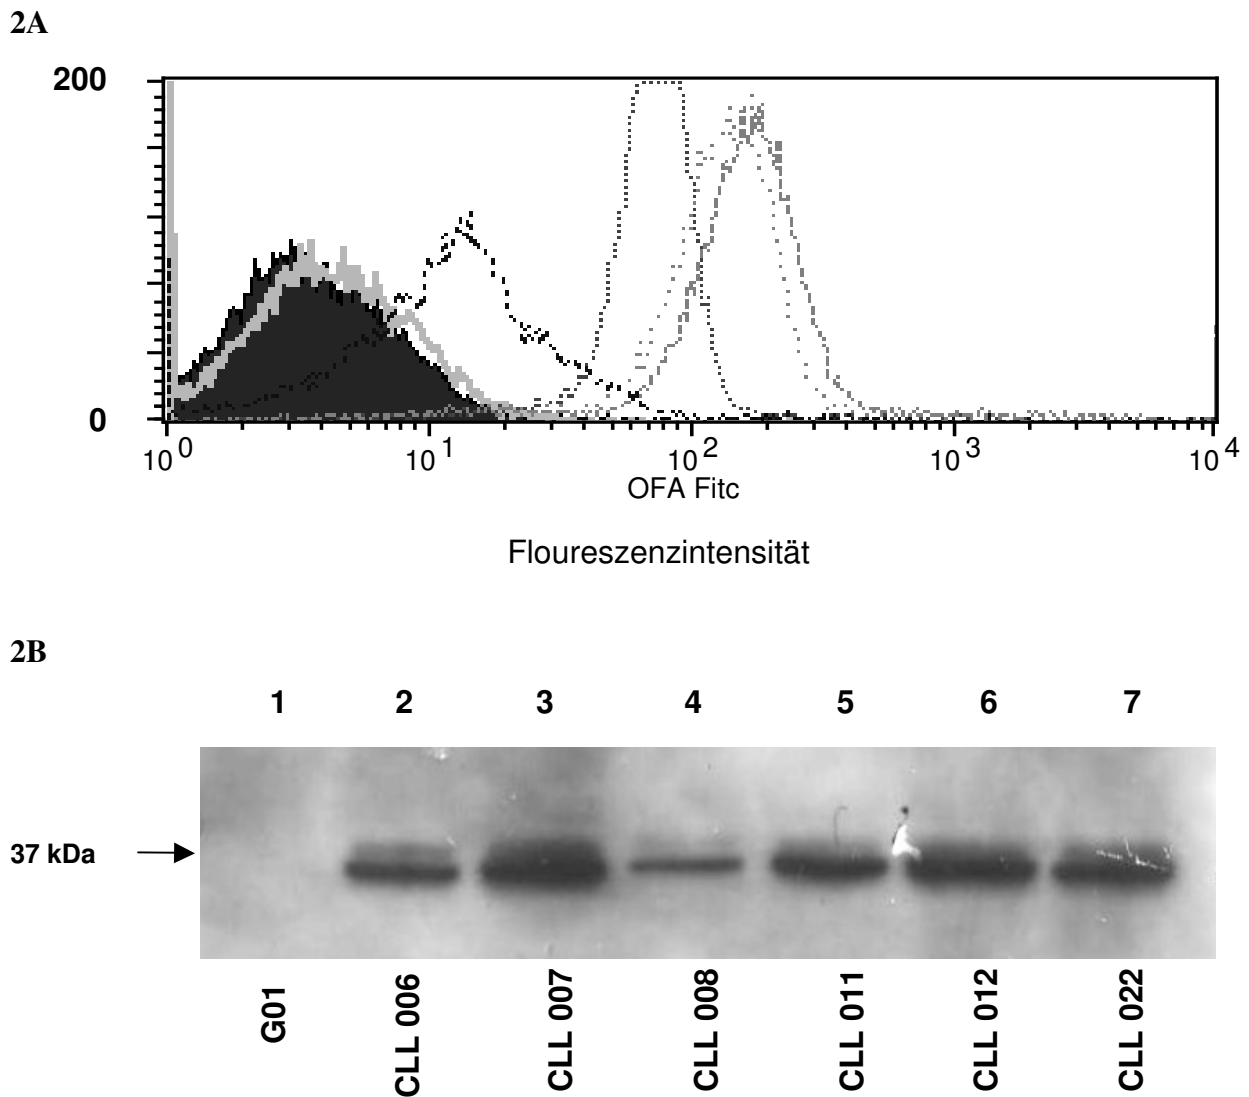 2A
200
0
10^0 10^1 10^2 10^3 10^4
OFA Fitc
Floureszenzintensität
2B
1 2 3 4 5 6 7
37 kDa
G01 CLL 006 CLL 007 CLL 008 CLL 011 CLL 012 CLL 022